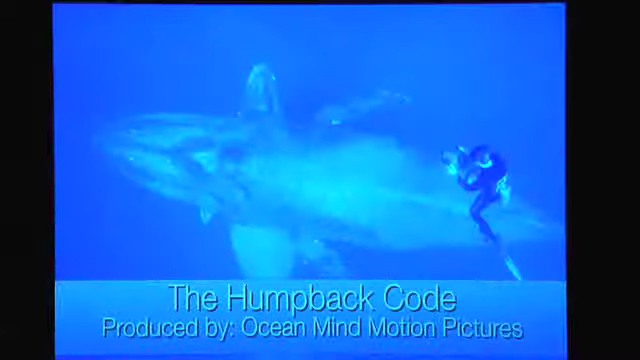 The Humpback Code
Produced by: Ocean Mind Motion Pictures